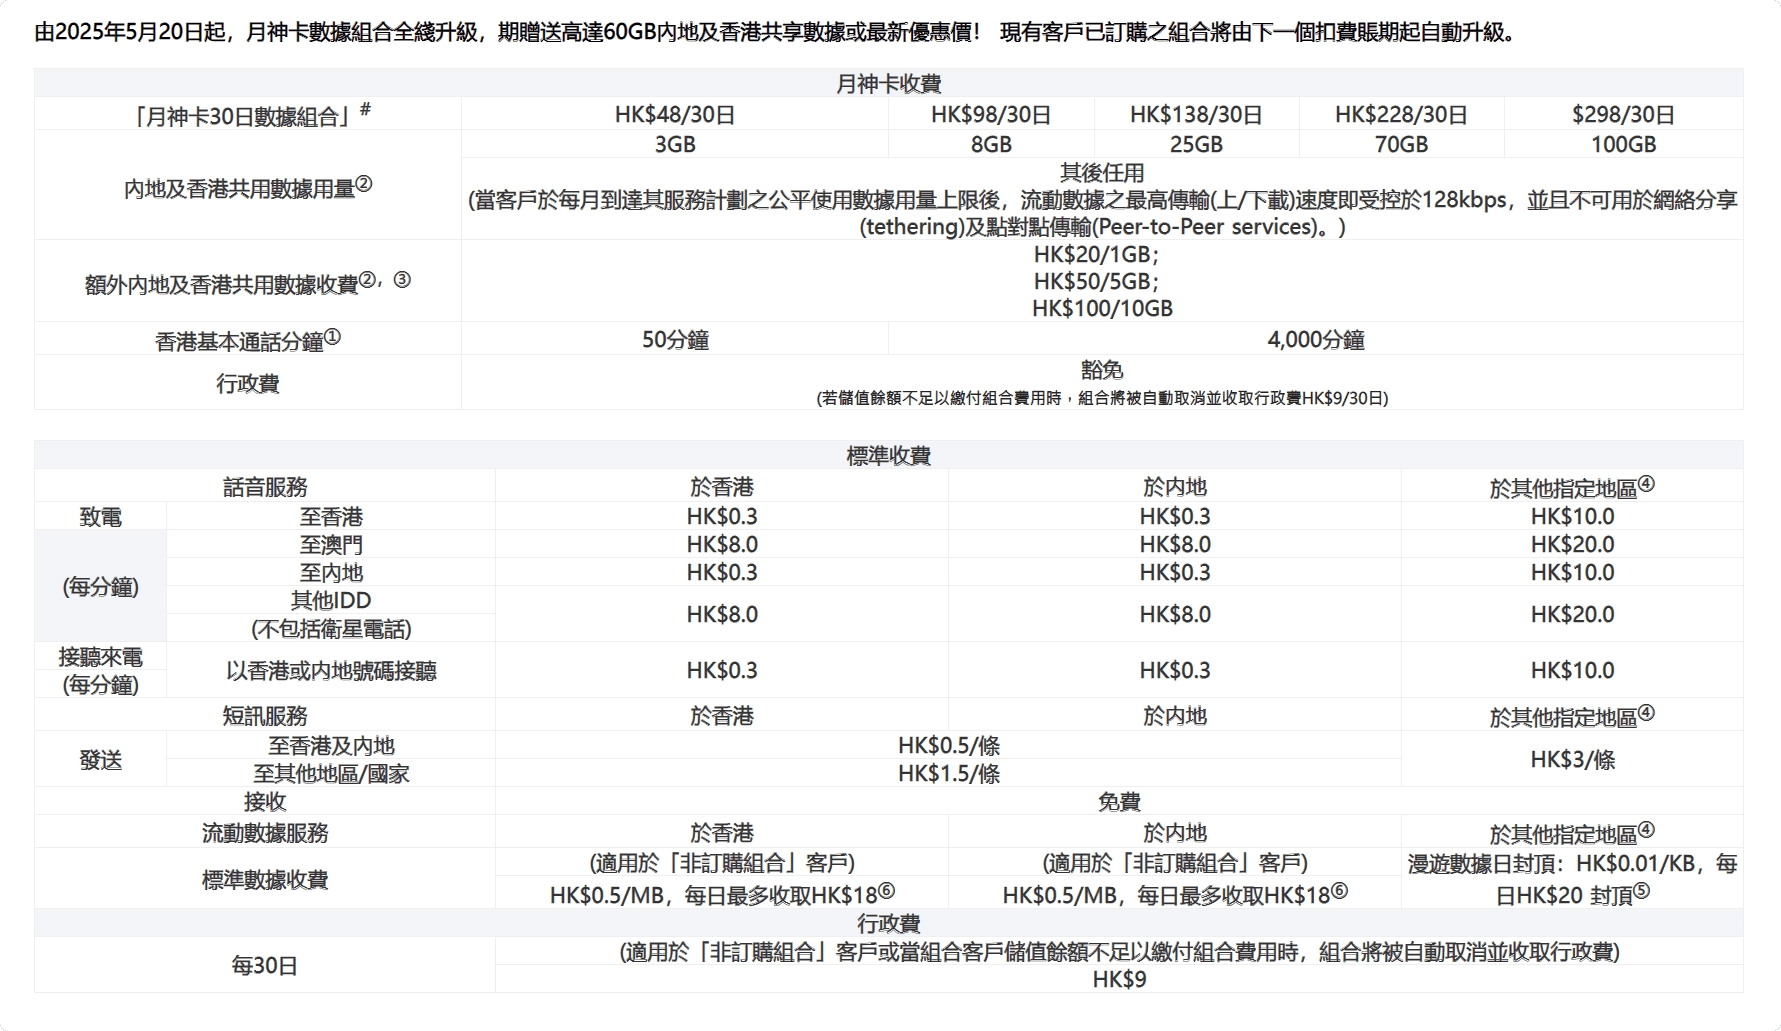 由2025年5月20日起，月神卡數據組合全綫升級，期贈送高達60GB內地及香港共享數據或最新優惠價！ 現有客戶已訂購之組合將由下一個扣費賬期起自動升級。
月神卡收費
「月神卡30日數據組合」# HK$48/30日 HK$98/30日 HK$138/30日 HK$228/30日 $298/30日
3GB 8GB 25GB 70GB 100GB
內地及香港共用數據用量②
其後任用
(當客戶於每月到達其服務計劃之公平使用數據用量上限後，流動數據之最高傳輸(上/下載)速度即受控於128kbps，並且不可用於網絡分享
(tethering)及點對點傳輸(Peer-to-Peer services)。)
額外內地及香港共用數據收費②，③
HK$20/1GB；
HK$50/5GB；
HK$100/10GB
香港基本通話分鐘① 50分鐘 4,000分鐘
行政費
豁免
(若儲值餘額不足以繳付組合費用時，組合將被自動取消並收取行政費HK$9/30日)
標準收費
話音服務 於香港 於內地 於其他指定地區④
致電 至香港 HK$0.3 HK$0.3 HK$10.0
(每分鐘) 至澳門 HK$8.0 HK$8.0 HK$20.0
至內地 HK$0.3 HK$0.3 HK$10.0
其他IDD
(不包括衛星電話)
HK$8.0 HK$8.0 HK$20.0
接聽來電
(每分鐘)
以香港或內地號碼接聽 HK$0.3 HK$0.3 HK$10.0
短訊服務 於香港 於內地 於其他指定地區④
發送 至香港及內地 HK$0.5/條 HK$3/條
至其他地區/國家 HK$1.5/條
接收 免費
流動數據服務 於香港 於內地 於其他指定地區④
標準數據收費
(適用於「非訂購組合」客戶) (適用於「非訂購組合」客戶) 漫遊數據日封頂：HK$0.01/KB，每
HK$0.5/MB，每日最多收取HK$18⑥ HK$0.5/MB，每日最多收取HK$18⑥ 日HK$20 封頂⑤
行政費
每30日
(適用於「非訂購組合」客戶或當組合客戶儲值餘額不足以繳付組合費用時，組合將被自動取消並收取行政費)
HK$9